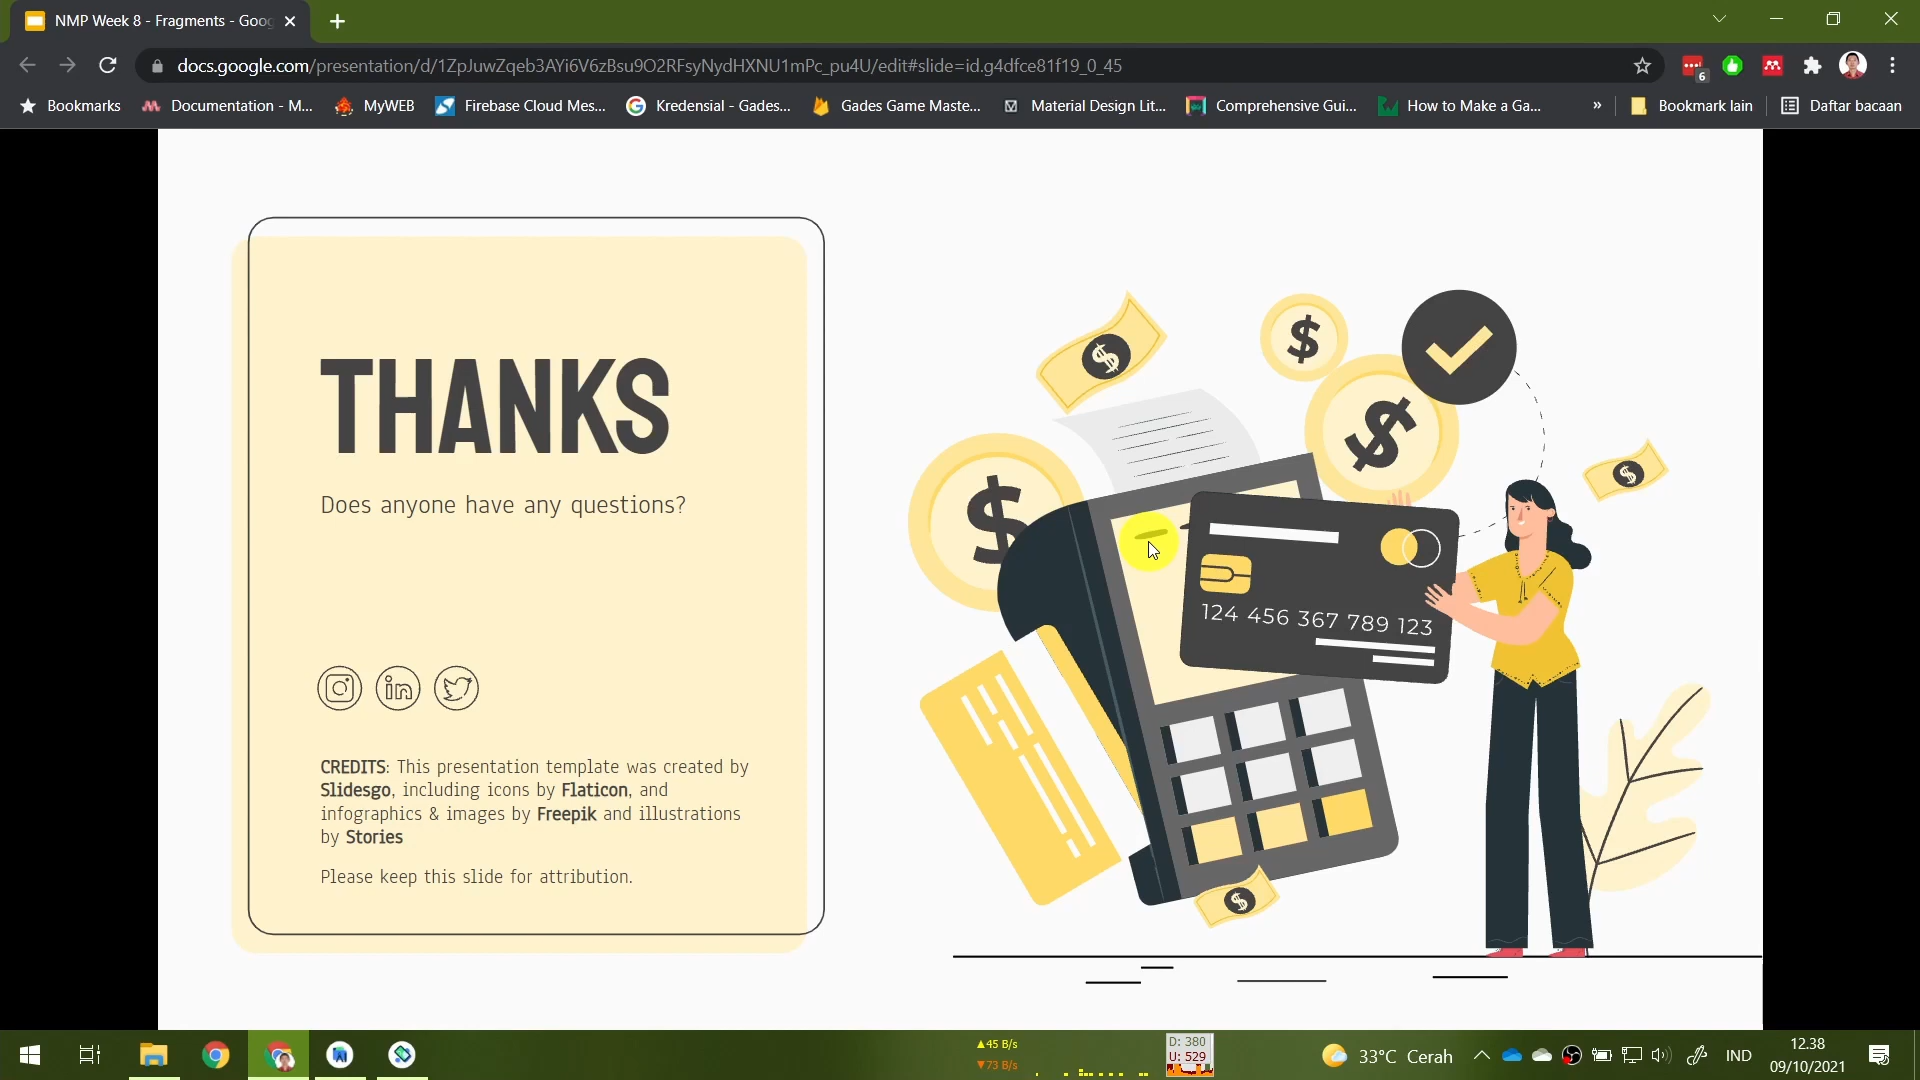 NMP Week 8 - Fragments - Goog
docs.google.com/presentation/d/1ZpJuwZqeb3AYi6V6zBsu9O2RFsyNydHXNU1mPc_pu4U/edit#slide=id.g4dfce81f19_0_45
6
Bookmarks
Documentation - M...
MyWEB
Firebase Cloud Mes...
Kredensial - Gades...
Gades Game Maste...
Material Design Lit...
Comprehensive Gui...
How to Make a Ga...
»
Bookmark lain
Daftar bacaan
THANKS
Does anyone have any questions?
in
CREDITS: This presentation template was created by
Slidesgo, including icons by Flaticon, and
infographics & images by Freepik and illustrations
by Stories
Please keep this slide for attribution.
$
$
$
$
$
$
124 456 367 789 123
▲45 B/s
▼73 B/s
D: 380
U: 529
33°C Cerah
IND
12.38
09/10/2021